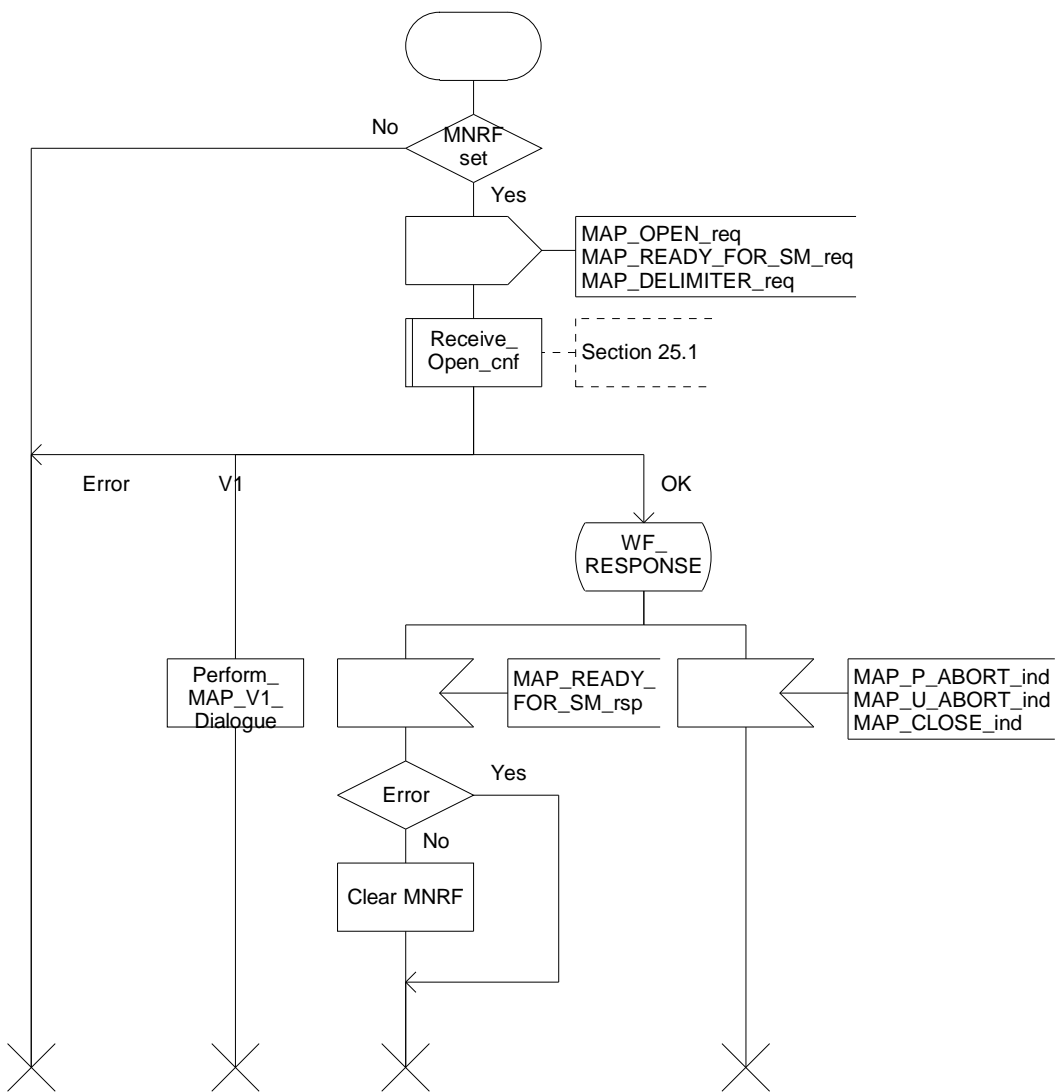 No
MNRF
set
Yes
MAP_OPEN_req
MAP_READY_FOR_SM_req
MAP_DELIMITER_req
Receive_
Open_cnf
Section 25.1
Error
V1
OK
WF_
RESPONSE
Perform_
MAP_V1_
Dialogue
MAP_READY_
FOR_SM_rsp
MAP_P_ABORT_ind
MAP_U_ABORT_ind
MAP_CLOSE_ind
Error
Yes
No
Clear MNRF